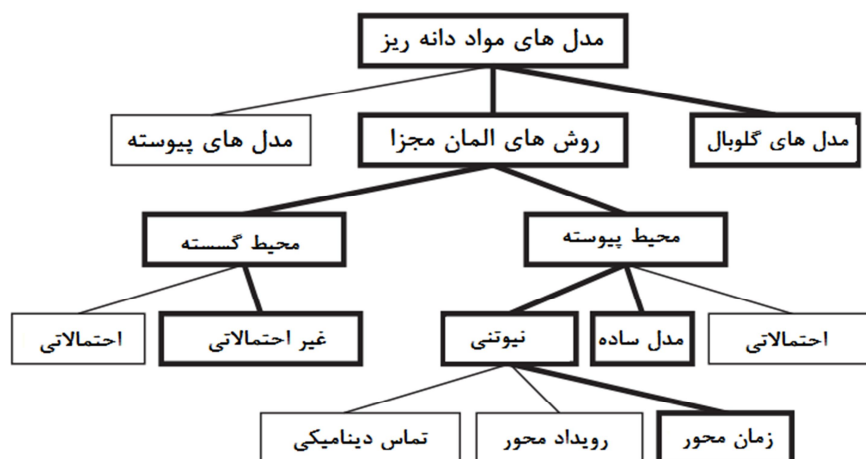 مدل های مواد دانه ریز
مدل های گلوبال
روش های المان مجزا
مدل های پیوسته
محیط پیوسته
محیط گسسته
احتمالاتی
مدل ساده
نیوتنی
غیر احتمالاتی
احتمالاتی
زمان محور
رویداد محور
تماس دینامیکی